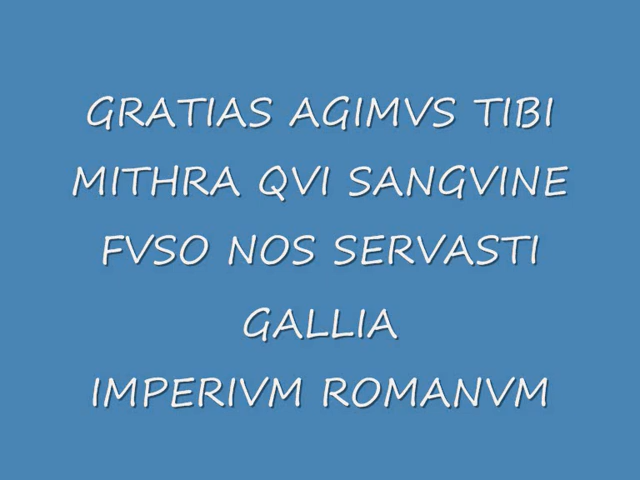 GRATIAS AGIMVS TIBI
MITHRA QVI SANGVINE
FVSO NOS SERVASTI
GALLIA
IMPERIVM ROMANVM